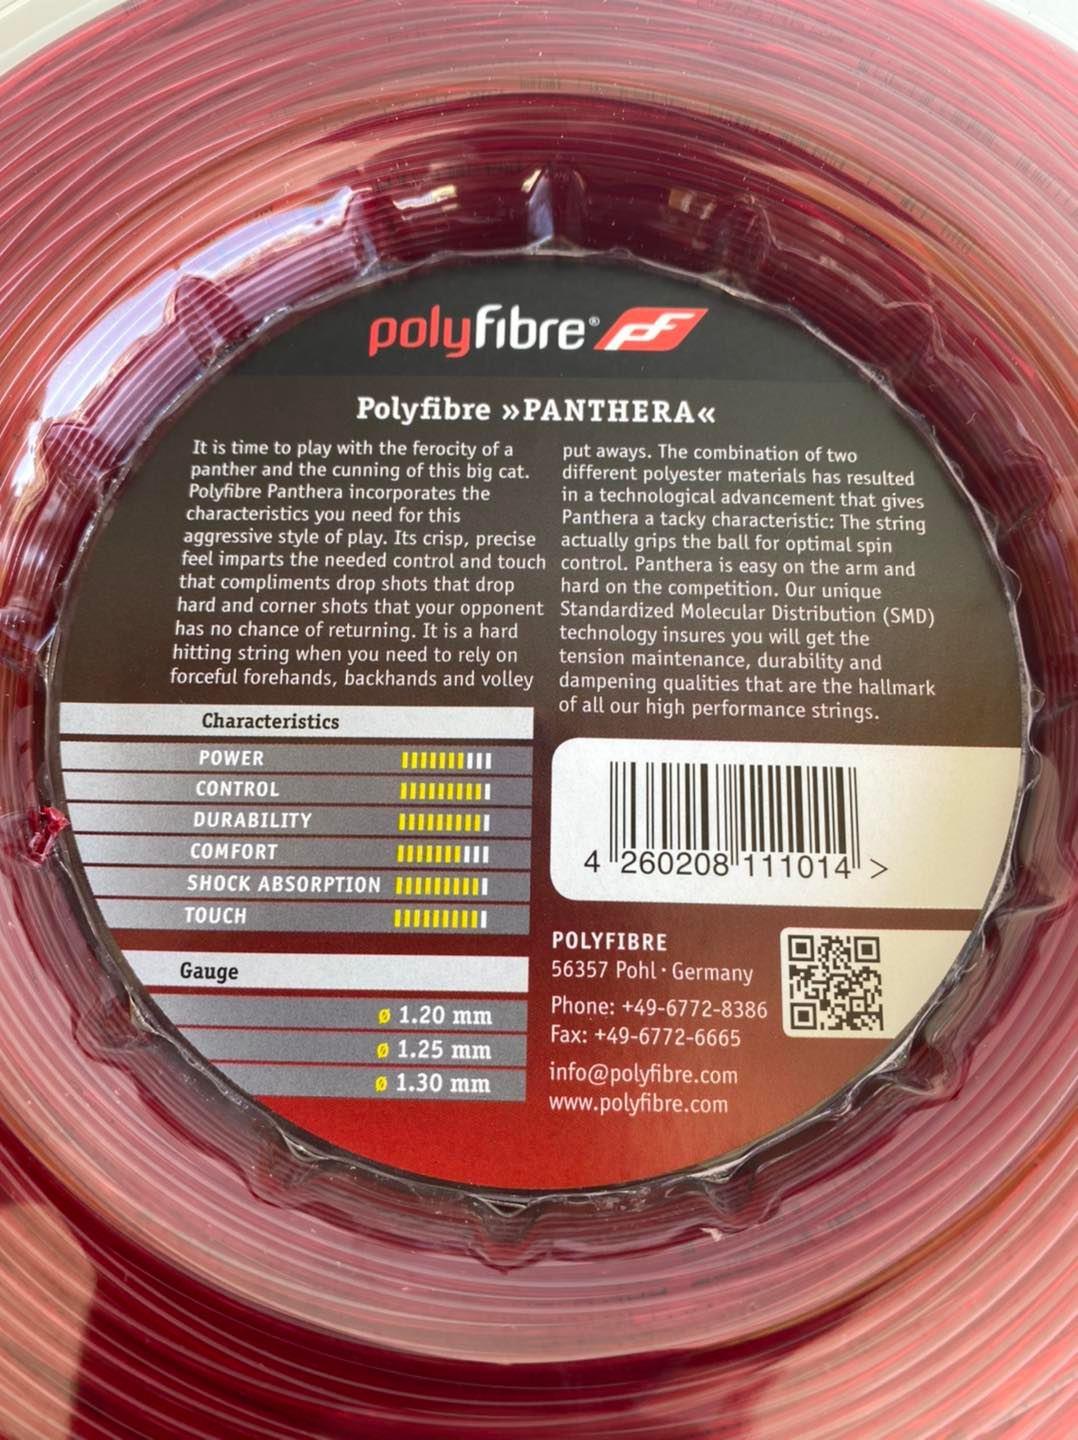 polyfibre® pF
Polyfibre »PANTHERA«
It is time to play with the ferocity of a
panther and the cunning of this big cat.
Polyfibre Panthera incorporates the
characteristics you need for this
aggressive style of play. Its crisp, precise
feel imparts the needed control and touch
that compliments drop shots that drop
hard and corner shots that your opponent
has no chance of returning. It is a hard
hitting string when you need to rely on
forceful forehands, backhands and volley
put aways. The combination of two
different polyester materials has resulted
in a technological advancement that gives
Panthera a tacky characteristic: The string
actually grips the ball for optimal spin
control. Panthera is easy on the arm and
hard on the competition. Our unique
Standardized Molecular Distribution (SMD)
technology insures you will get the
tension maintenance, durability and
dampening qualities that are the hallmark
of all our high performance strings.
Characteristics
POWER
CONTROL
DURABILITY
COMFORT
SHOCK ABSORPTION
TOUCH
Gauge
ø 1.20 mm
ø 1.25 mm
ø 1.30 mm
4 260208 111014 >
POLYFIBRE
56357 Pohl · Germany
Phone: +49-6772-8386
Fax: +49-6772-6665
info@polyfibre.com
www.polyfibre.com